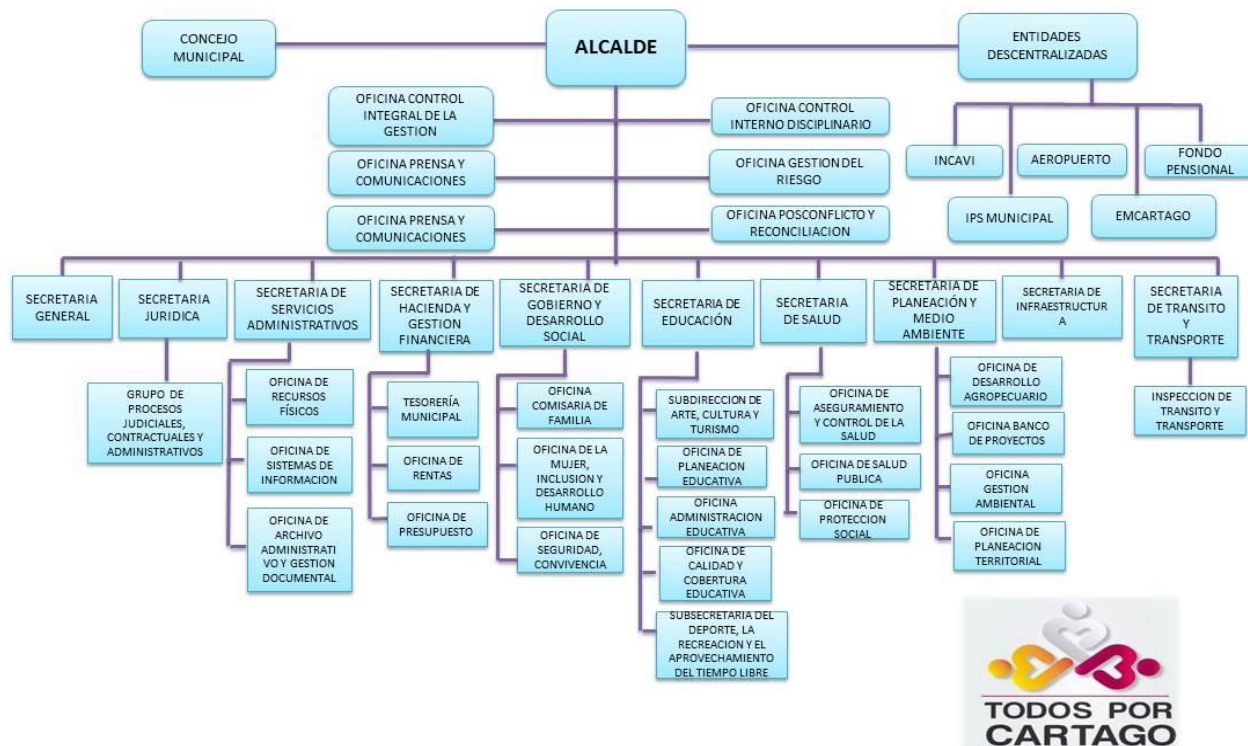 CONCEJO
MUNICIPAL
ALCALDE
ENTIDADES
DESCENTRALIZADAS
OFICINA CONTROL
INTEGRAL DE LA
GESTION
OFICINA CONTROL
INTERNO DISCIPLINARIO
OFICINA PRENSA Y
COMUNICACIONES
OFICINA GESTION DEL
RIESGO
OFICINA PRENSA Y
COMUNICACIONES
OFICINA POSCONFLICTO Y
RECONCILIACION
INCAVI
AEROPUERTO
FONDO
PENSIONAL
IPS MUNICIPAL
EMCARTAGO
SECRETARIA
GENERAL
SECRETARIA
JURIDICA
SECRETARIA DE
SERVICIOS
ADMINISTRATIVOS
SECRETARIA DE
HACIENDA Y
GESTION
FINANCIERA
SECRETARIA DE
GOBIERNO Y
DESARROLLO
SOCIAL
SECRETARIA DE
EDUCACIÓN
SECRETARIA
DE SALUD
SECRETARIA DE
PLANEACIÓN Y
MEDIO
AMBIENTE
SECRETARIA DE
INFRAESTRUCTUR
A
SECRETARIA
DE TRANSITO
Y
TRANSPORTE
GRUPO DE
PROCESOS
JUDICIALES,
CONTRACTUALES Y
ADMINISTRATIVOS
OFICINA DE
RECURSOS
FÍSICOS
OFICINA DE
SISTEMAS DE
INFORMACION
OFICINA DE
ARCHIVO
ADMINISTRATI
VO Y GESTION
DOCUMENTAL
TESORERÍA
MUNICIPAL
OFICINA DE
RENTAS
OFICINA DE
PRESUPUESTO
OFICINA
COMISARIA DE
FAMILIA
OFICINA DE LA
MUJER,
INCLUSION Y
DESARROLLO
HUMANO
OFICINA DE
SEGURIDAD,
CONVIVENCIA
SUBDIRECCION DE
ARTE, CULTURA Y
TURISMO
OFICINA DE
PLANEACION
EDUCATIVA
OFICINA
ADMINISTRACION
EDUCATIVA
OFICINA DE
CALIDAD Y
COBERTURA
EDUCATIVA
SUBSECRETARIA DEL
DEPORTE, LA
RECREACION Y EL
APROVECHAMIENTO
DEL TIEMPO LIBRE
OFICINA DE
ASEGURAMIENTO
Y CONTROL DE LA
SALUD
OFICINA DE SALUD
PUBLICA
OFICINA DE
PROTECCION
SOCIAL
OFICINA DE
DESARROLLO
AGROPECUARIO
OFICINA BANCO
DE PROYECTOS
OFICINA
GESTION
AMBIENTAL
OFICINA DE
PLANEACION
TERRITORIAL
INSPECCION DE
TRANSITO Y
TRANSPORTE
TODOS POR
CARTAGO